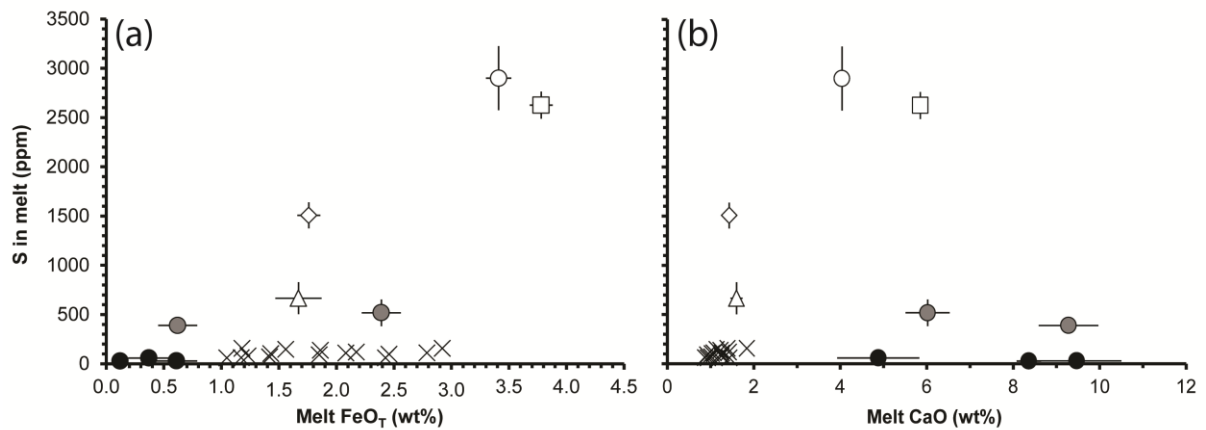 (a)
(b)
S in melt (ppm)
3500
3000
2500
2000
1500
1000
500
0
0.0 0.5 1.0 1.5 2.0 2.5 3.0 3.5 4.0 4.5
Melt FeO_T (wt%)
0 2 4 6 8 10 12
Melt CaO (wt%)